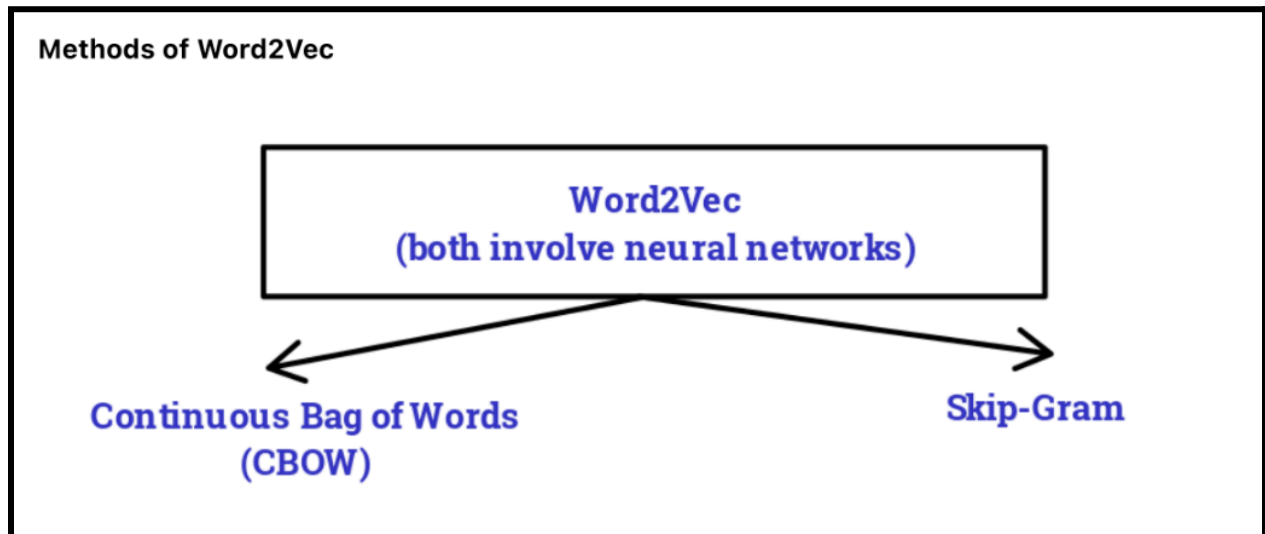 Methods of Word2Vec
Word2Vec
(both involve neural networks)
Continuous Bag of Words
(CBOW)
Skip-Gram